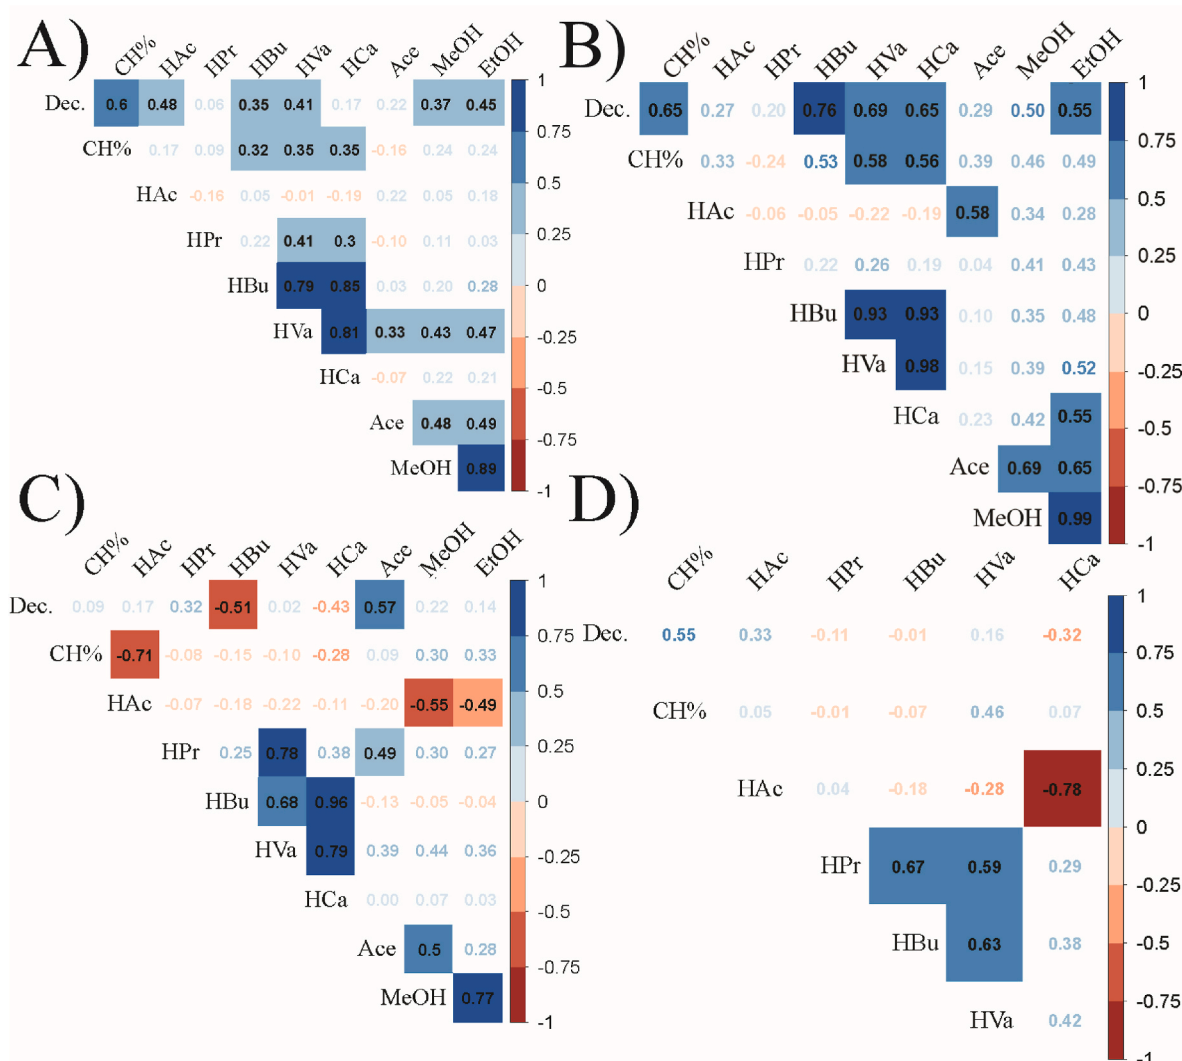 A)
CH% HAc HPr HBu HVa HCa Ace MeOH EtOH
Dec. 0.6 0.48 0.06 0.35 0.41 0.17 0.22 0.37 0.45
CH% 0.17 0.09 0.32 0.35 0.35 -0.16 0.24 0.24
HAc -0.16 0.05 -0.01 -0.19 0.22 0.05 0.18
HPr 0.22 0.41 0.3 -0.10 0.11 0.03
HBu 0.79 0.85 0.03 0.20 0.28
HVa 0.81 0.33 0.43 0.47
HCa -0.07 0.22 0.21
Ace 0.48 0.49
MeOH 0.89
1
0.75
0.5
0.25
0
-0.25
-0.5
-0.75
-1
B)
CH% HAc HPr HBu HVa HCa Ace MeOH EtOH
Dec. 0.65 0.27 0.20 0.76 0.69 0.65 0.29 0.50 0.55
CH% 0.33 -0.24 0.53 0.58 0.56 0.39 0.46 0.49
HAc -0.06 -0.05 -0.22 -0.19 0.58 0.34 0.28
HPr 0.22 0.26 0.19 0.04 0.41 0.43
HBu 0.93 0.93 0.10 0.35 0.48
HVa 0.98 0.15 0.39 0.52
HCa 0.23 0.42 0.55
Ace 0.69 0.65
MeOH 0.99
1
0.75
0.5
0.25
0
-0.25
-0.5
-0.75
-1
C)
CH% HAc HPr HBu HVa HCa Ace MeOH EtOH
Dec. 0.09 0.17 0.32 -0.51 0.02 -0.43 0.57 0.22 0.14
CH% -0.71 -0.08 -0.15 -0.10 -0.28 0.09 0.30 0.33
HAc -0.07 -0.18 -0.22 -0.11 -0.20 -0.55 -0.49
HPr 0.25 0.78 0.38 0.49 0.30 0.27
HBu 0.68 0.96 -0.13 -0.05 -0.04
HVa 0.79 0.39 0.44 0.36
HCa 0.00 0.07 0.03
Ace 0.5 0.28
MeOH 0.77
1
0.75
0.5
0.25
0
-0.25
-0.5
-0.75
-1
D)
CH% HAc HPr HBu HVa HCa
Dec. 0.55 0.33 -0.11 -0.01 0.16 -0.32
CH% 0.05 -0.01 -0.07 0.46 0.07
HAc 0.04 -0.18 -0.28 -0.78
HPr 0.67 0.59 0.29
HBu 0.63 0.38
HVa 0.42
1
0.75
0.5
0.25
0
-0.25
-0.5
-0.75
-1